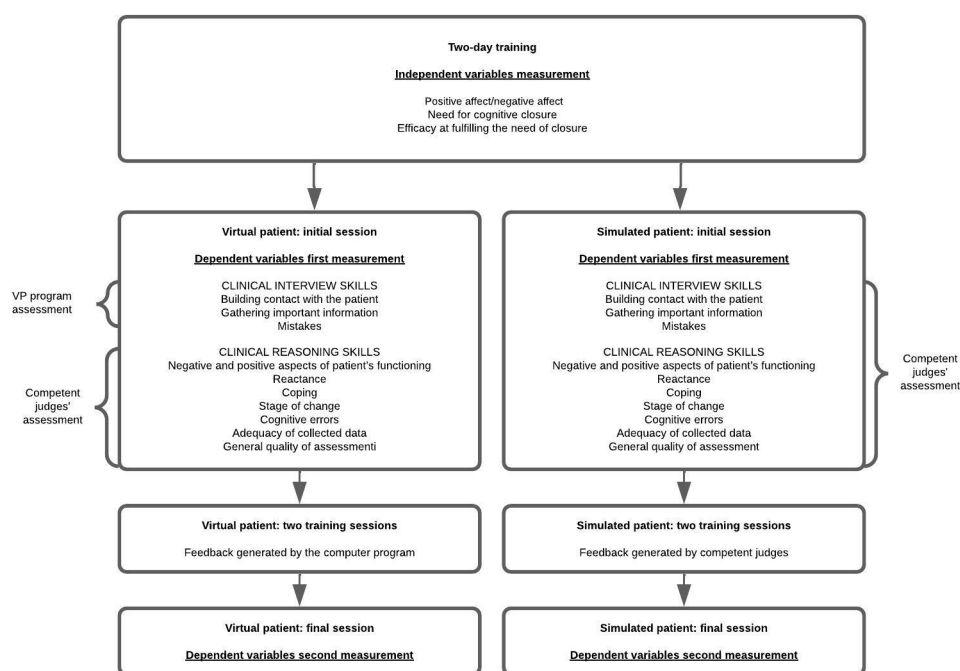 Two-day training
Independent variables measurement
Positive affect/negative affect
Need for cognitive closure
Efficacy at fulfilling the need of closure
Virtual patient: initial session
Dependent variables first measurement
CLINICAL INTERVIEW SKILLS
Building contact with the patient
Gathering important information
Mistakes
CLINICAL REASONING SKILLS
Negative and positive aspects of patient's functioning
Reactance
Coping
Stage of change
Cognitive errors
Adequacy of collected data
General quality of assessmenti
VP program
assessment
Competent
judges'
assessment
Simulated patient: initial session
Dependent variables first measurement
CLINICAL INTERVIEW SKILLS
Building contact with the patient
Gathering important information
Mistakes
CLINICAL REASONING SKILLS
Negative and positive aspects of patient's functioning
Reactance
Coping
Stage of change
Cognitive errors
Adequacy of collected data
General quality of assessment
Competent
judges'
assessment
Virtual patient: two training sessions
Feedback generated by the computer program
Simulated patient: two training sessions
Feedback generated by competent judges
Virtual patient: final session
Dependent variables second measurement
Simulated patient: final session
Dependent variables second measurement